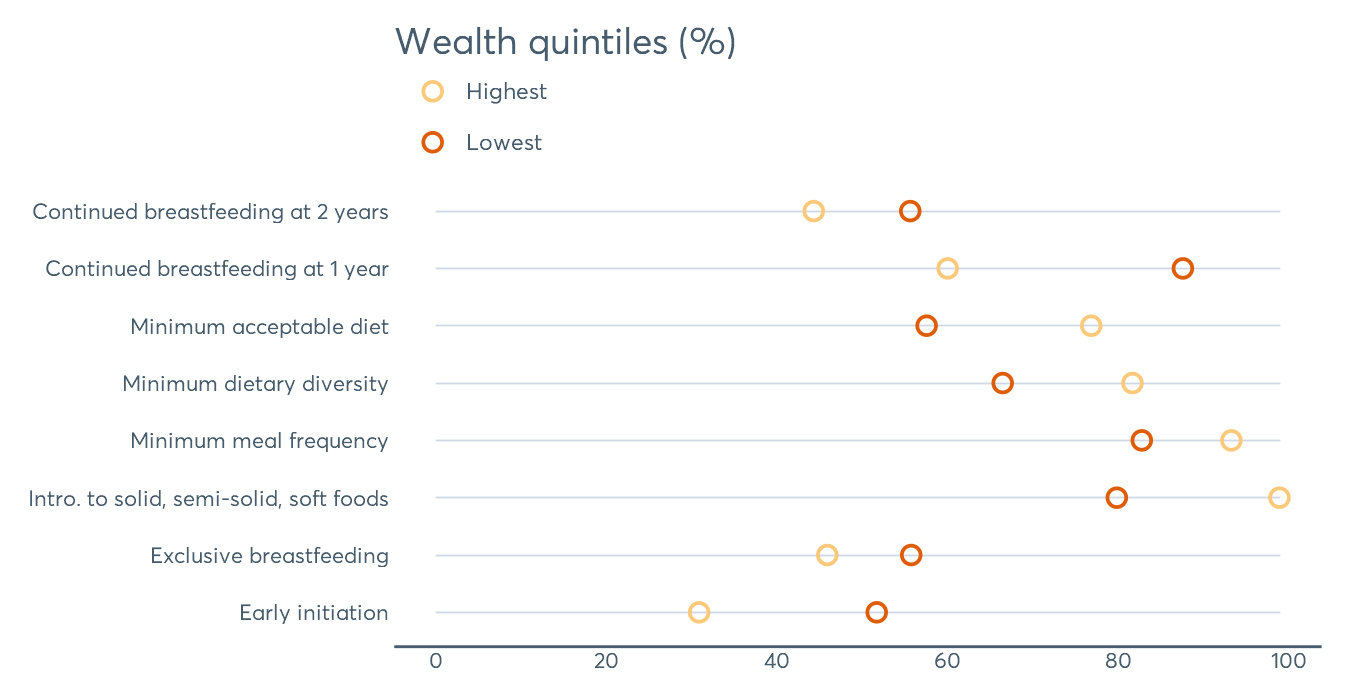 Wealth quintiles (%)
Highest
Lowest
Continued breastfeeding at 2 years
Continued breastfeeding at 1 year
Minimum acceptable diet
Minimum dietary diversity
Minimum meal frequency
Intro. to solid, semi-solid, soft foods
Exclusive breastfeeding
Early initiation
0 20 40 60 80 100